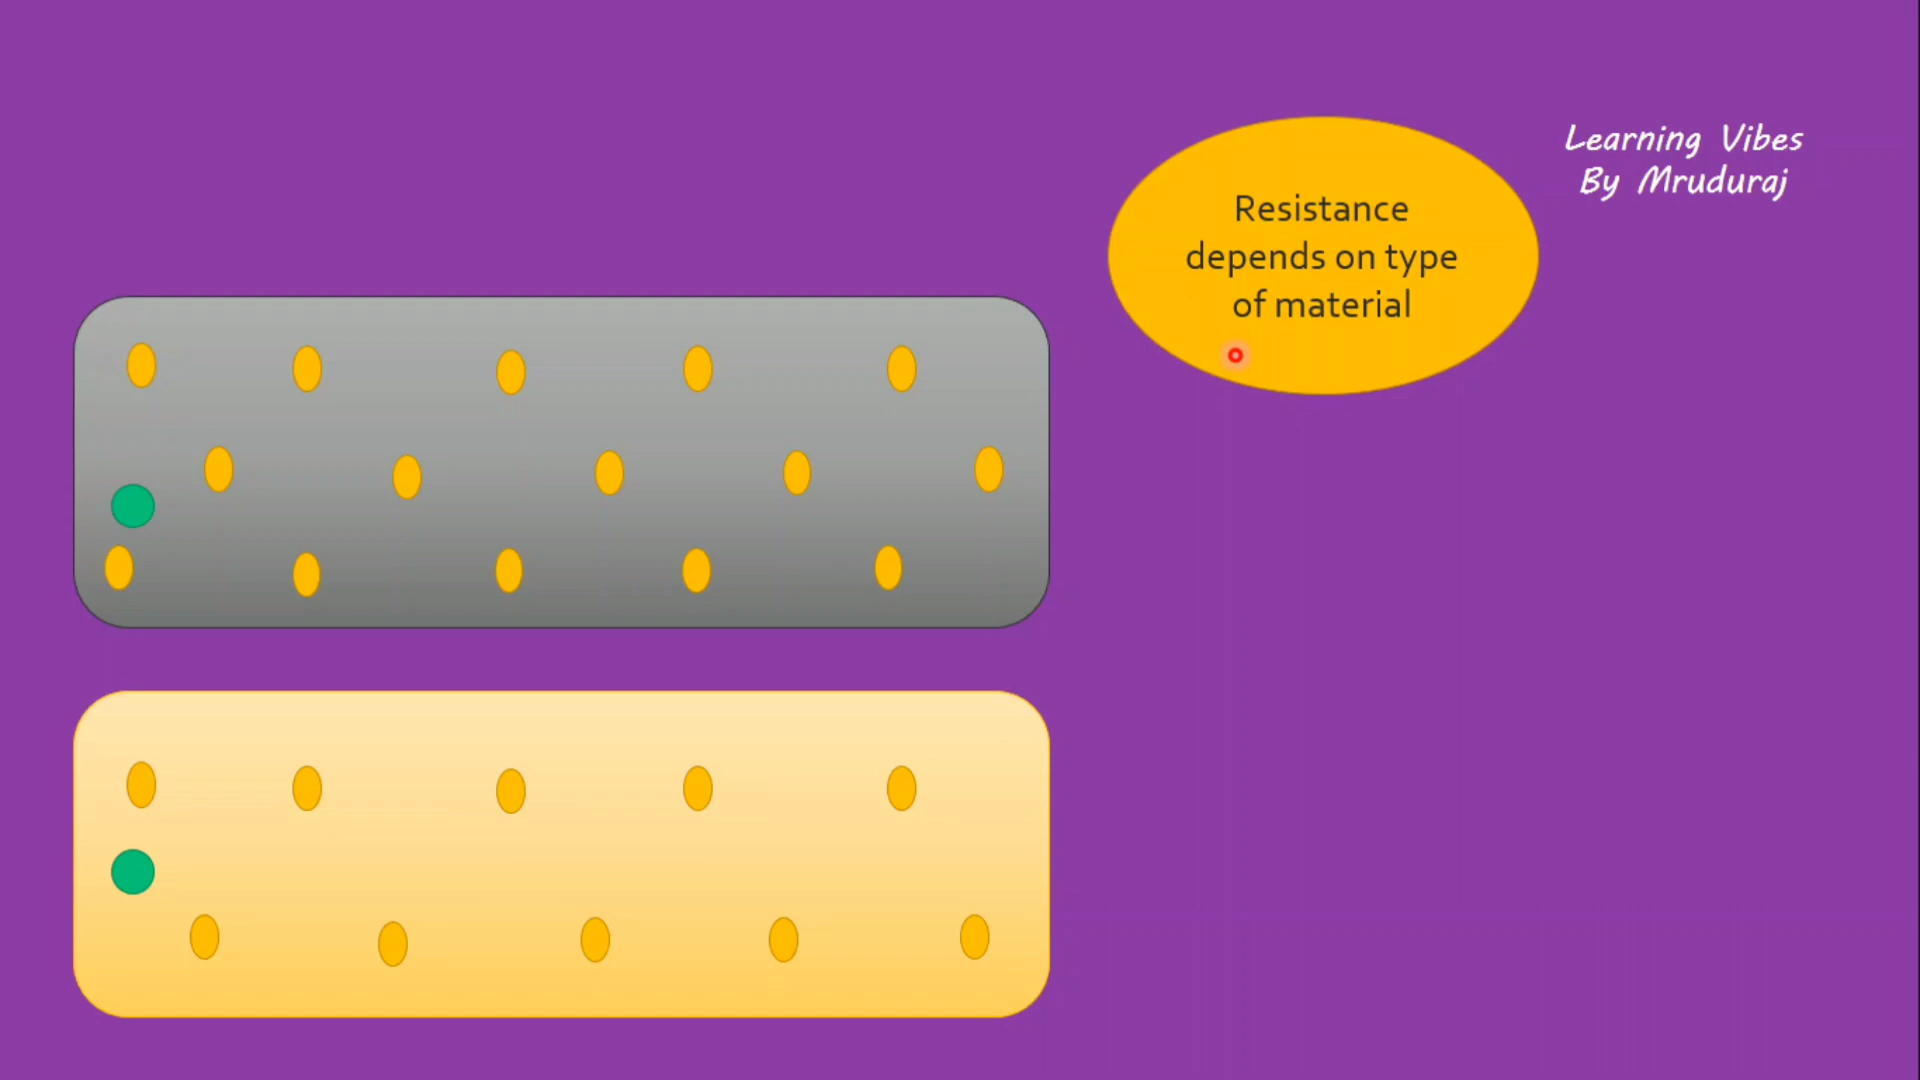 Learning Vibes
By Mruduraj
Resistance
depends on type
of material